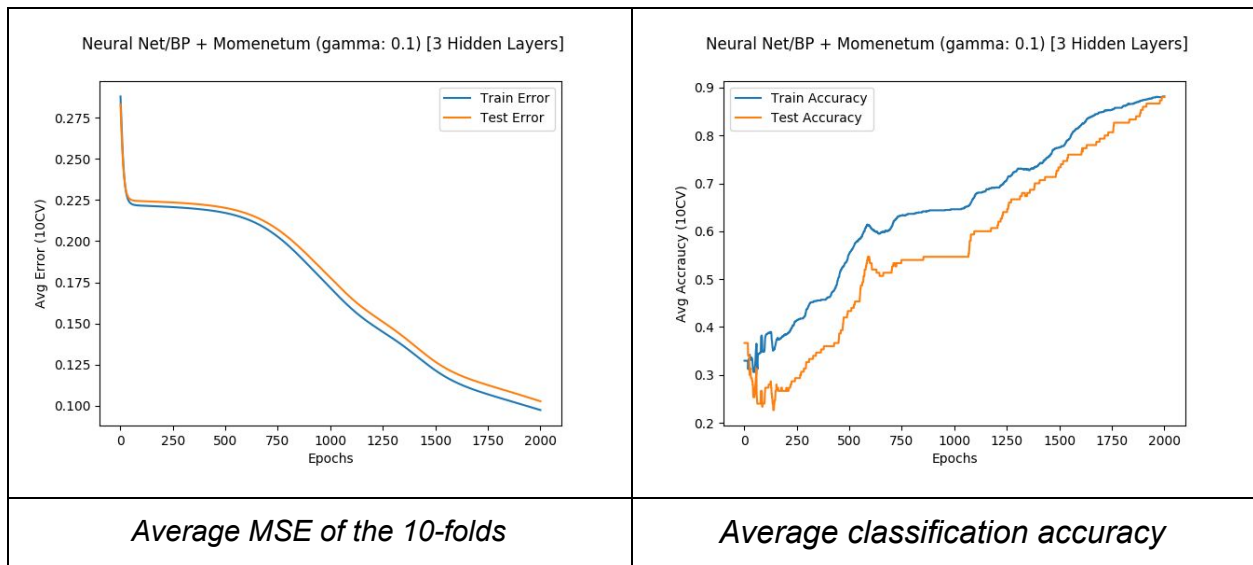 Neural Net/BP + Momenetum (gamma: 0.1) [3 Hidden Layers]
Train Error
Test Error
0.275
0.250
0.225
0.200
0.175
0.150
0.125
0.100
Avg Error (10CV)
0 250 500 750 1000 1250 1500 1750 2000
Epochs
Average MSE of the 10-folds
Neural Net/BP + Momenetum (gamma: 0.1) [3 Hidden Layers]
Train Accuracy
Test Accuracy
0.9
0.8
0.7
0.6
0.5
0.4
0.3
0.2
Avg Accraucy (10CV)
0 250 500 750 1000 1250 1500 1750 2000
Epochs
Average classification accuracy